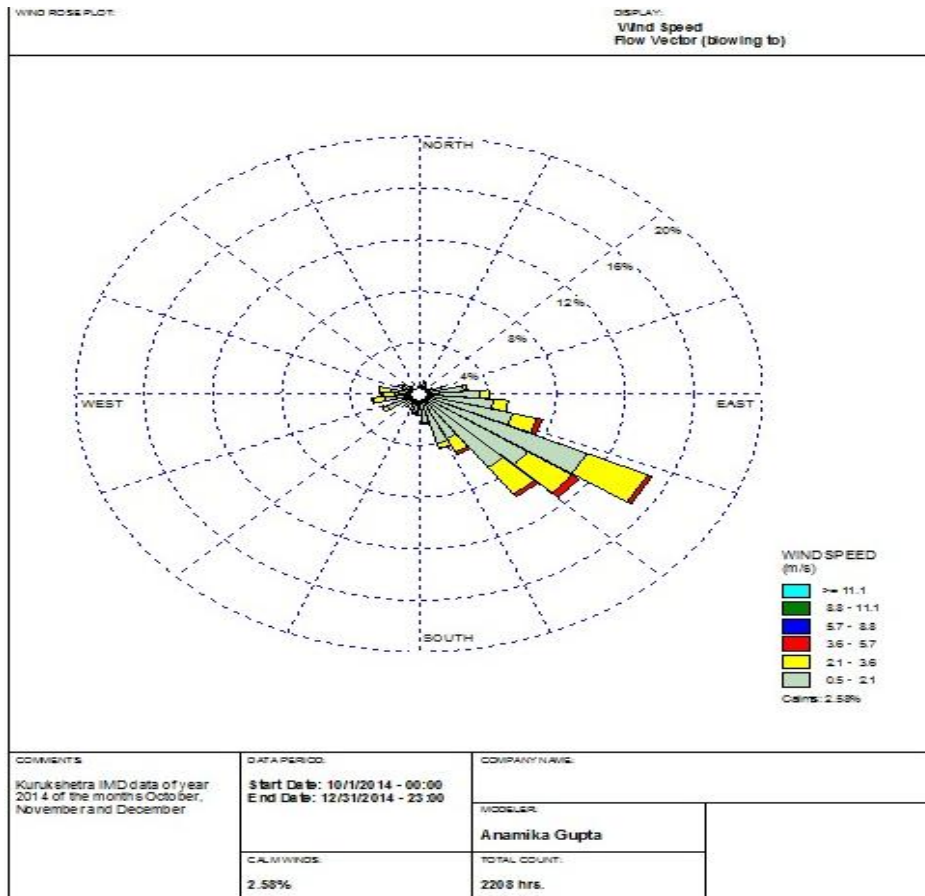 WIND ROSE PLOT:
DISPLAY:
Wind Speed
Flow Vector (blowing to)
NORTH
20%
16%
12%
8%
4%
WEST
EAST
SOUTH
WIND SPEED
(m/s)
>= 11.1
8.8 - 11.1
5.7 - 8.8
3.6 - 5.7
2.1 - 3.6
0.5 - 2.1
Calms: 2.58%
COMMENTS:
Kurukshetra IMD data of year
2014 of the months October,
November and December
DATA PERIOD:
Start Date: 10/1/2014 - 00:00
End Date: 12/31/2014 - 23:00
COMPANY NAME:
MODELER:
Anamika Gupta
CALM WINDS:
2.58%
TOTAL COUNT:
2208 hrs.